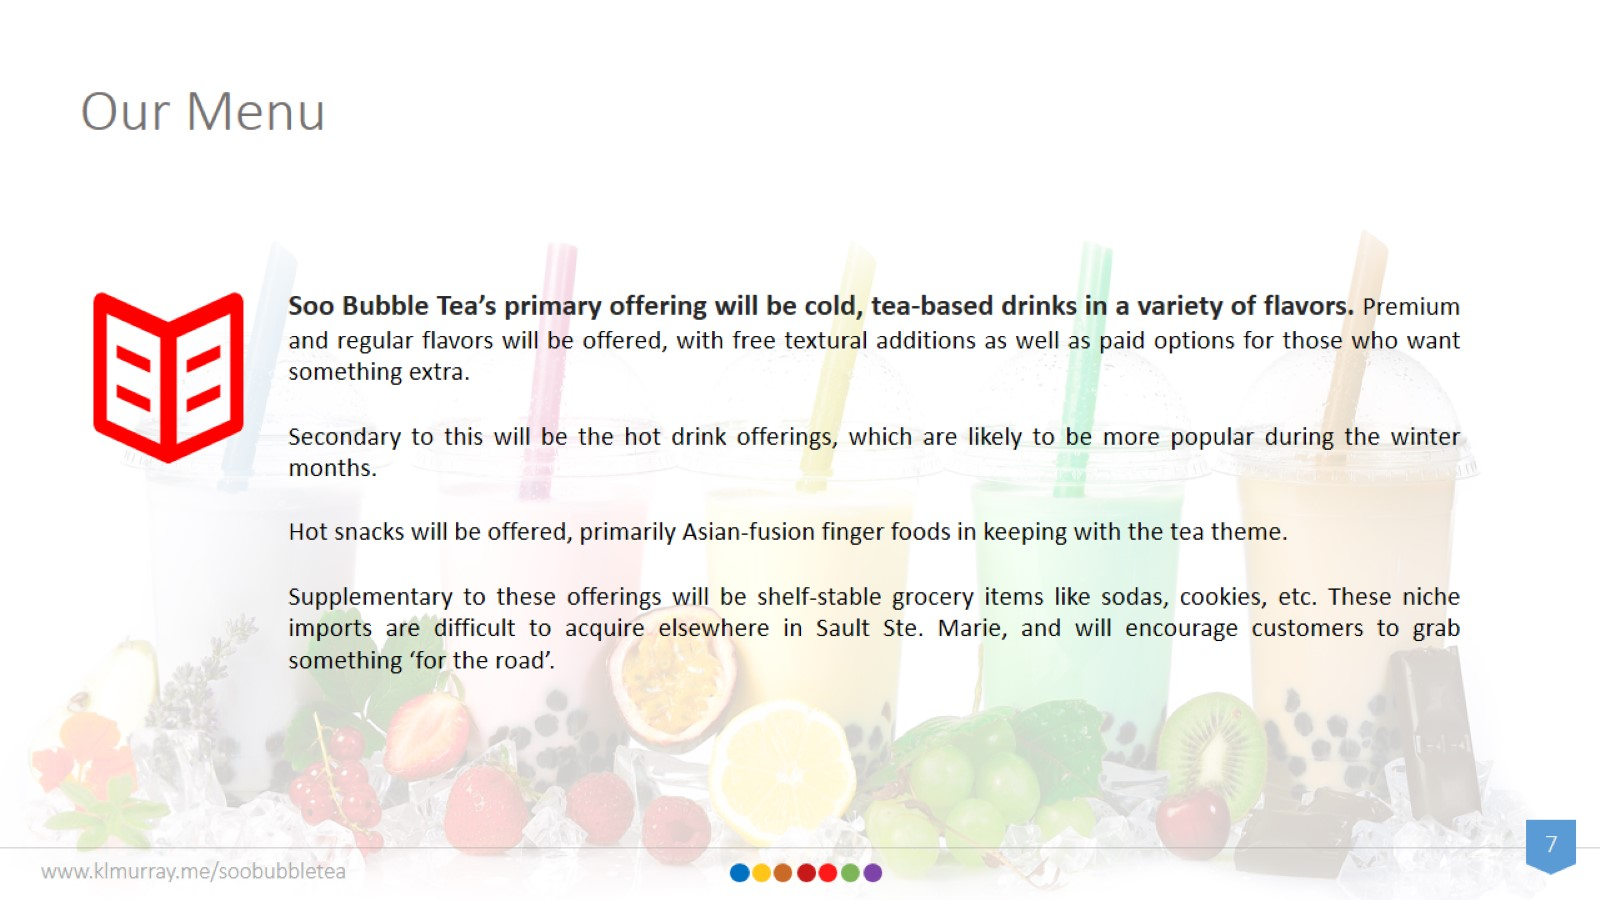 Our Menu
Soo Bubble Tea’s primary offering will be cold, tea-based drinks in a variety of flavors. Premium
and regular flavors will be offered, with free textural additions as well as paid options for those who want
something extra.
Secondary to this will be the hot drink offerings, which are likely to be more popular during the winter
months.
Hot snacks will be offered, primarily Asian-fusion finger foods in keeping with the tea theme.
Supplementary to these offerings will be shelf-stable grocery items like sodas, cookies, etc. These niche
imports are difficult to acquire elsewhere in Sault Ste. Marie, and will encourage customers to grab
something ‘for the road’.
7
www.klmurray.me/soobubbletea